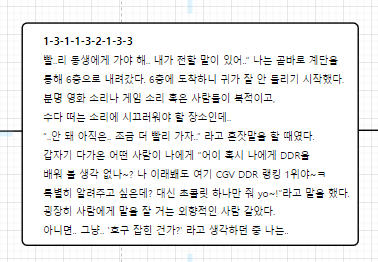 1-3-1-1-3-2-1-3-3
빨..리 동생에게 가야 해.. 내가 전할 말이 있어.." 나는 곧바로 계단을
통해 6층으로 내려갔다. 6층에 도착하니 귀가 잘 안 들리기 시작했다.
분명 영화 소리나 게임 소리 혹은 사람들이 북적이고,
수다 떠는 소리에 시끄러워야 할 장소인데..
"..안 돼 아직은.. 조금 더 빨리 가자.." 라고 혼잣말을 할 때였다.
갑자기 다가온 어떤 사람이 나에게 "어이 혹시 나에게 DDR을
배워 볼 생각 없나~? 나 이래봬도 여기 CGV DDR 랭킹 1위야~ㅋ
특별히 알려주고 싶은데? 대신 초콜릿 하나만 줘 yo~!"라고 말을 했다.
굉장히 사람에게 말을 잘 거는 외향적인 사람 같았다.
아니면.. 그냥.. '호구 잡힌 건가?' 라고 생각하던 중 나는..